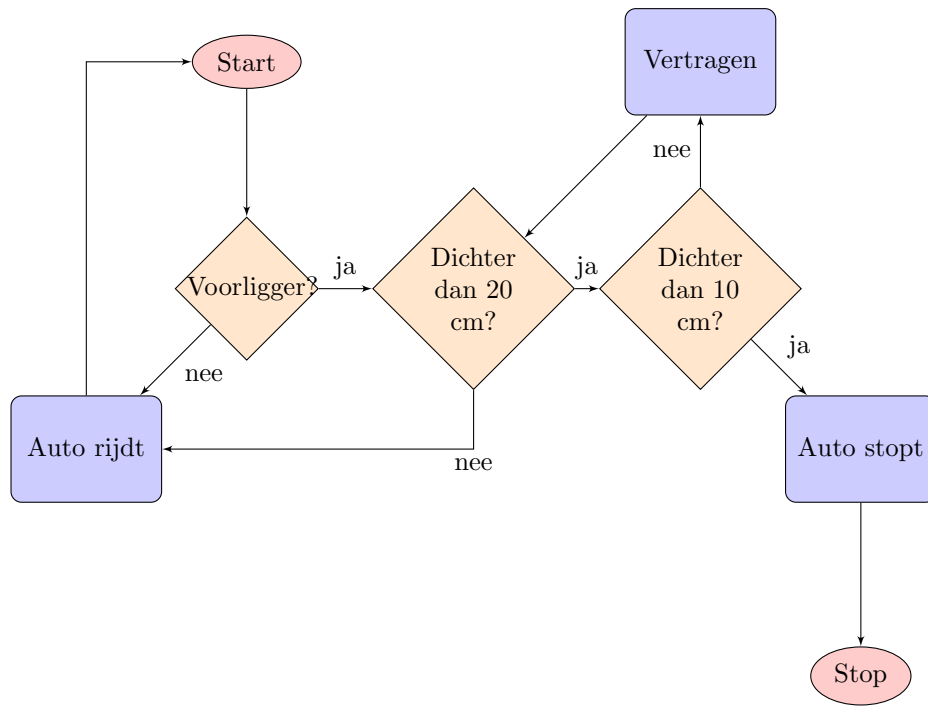 Start
Vertragen
nee
Voorligger?
ja
Dichter
dan 20
cm?
ja
Dichter
dan 10
cm?
ja
nee
Auto rijdt
nee
Auto stopt
Stop